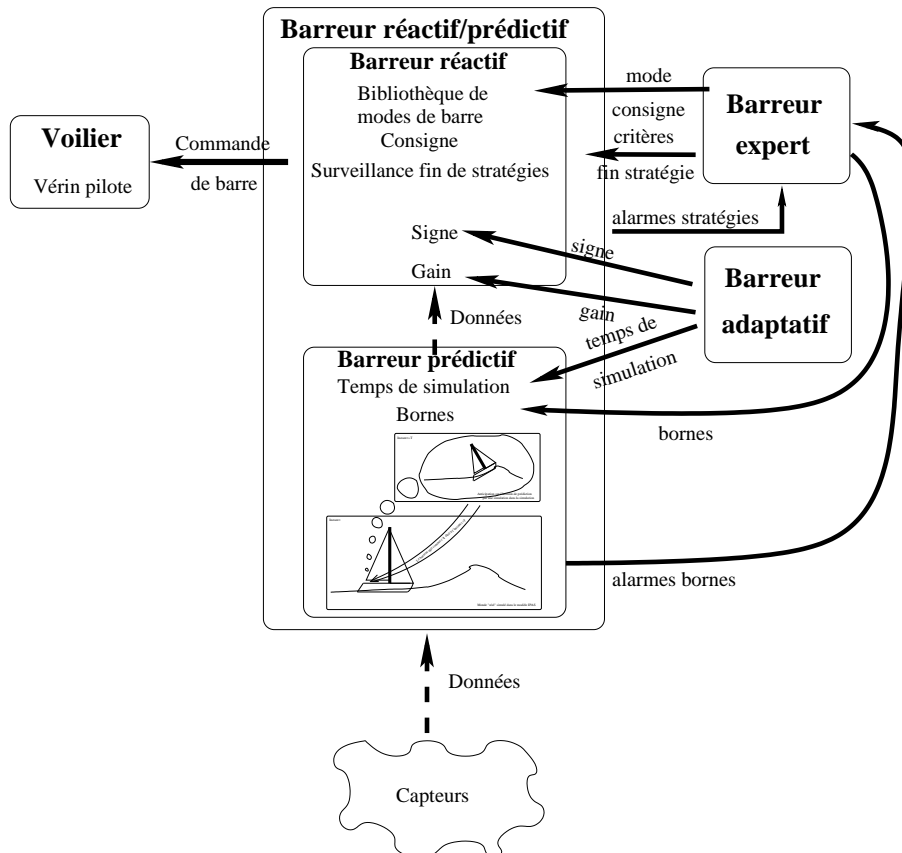 Barreur réactif/prédictif
Barreur réactif
Bibliothèque de
modes de barre
Consigne
Surveillance fin de stratégies
Signe
Gain
Voilier
Vérin pilote
Commande
de barre
mode
consigne
critères
fin stratégie
alarmes stratégies
Barreur
expert
signe
gain
temps de
simulation
Barreur
adaptatif
Données
Barreur prédictif
Temps de simulation
Bornes
bornes
alarmes bornes
Données
Capteurs